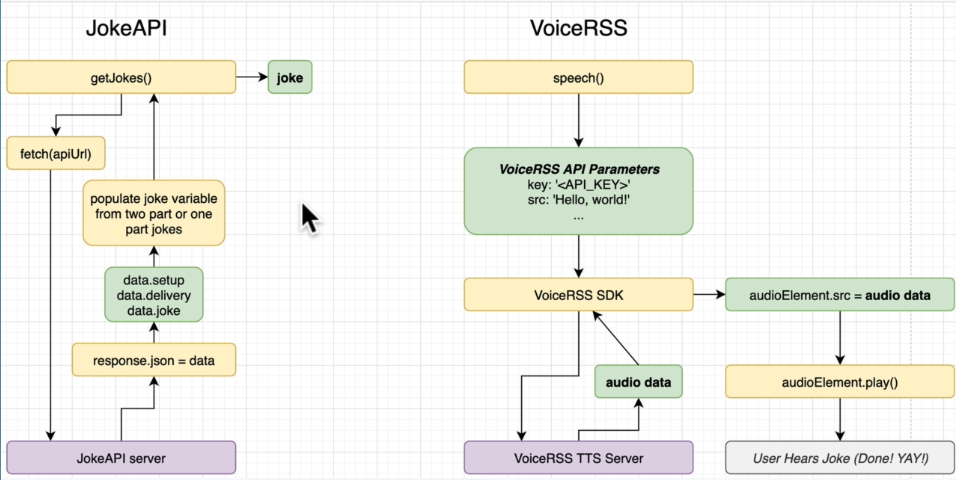 JokeAPI
getJokes()
joke
fetch(apiUrl)
populate joke variable
from two part or one
part jokes
data.setup
data.delivery
data.joke
response.json = data
JokeAPI server
VoiceRSS
speech()
VoiceRSS API Parameters
key: '<API_KEY>'
src: 'Hello, world!'
...
VoiceRSS SDK
audioElement.src = audio data
audio data
audioElement.play()
VoiceRSS TTS Server
User Hears Joke (Done! YAY!)